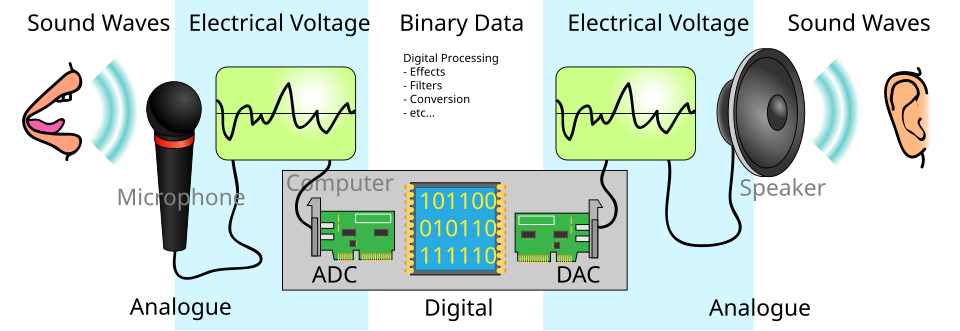 Sound Waves
Electrical Voltage
Binary Data
Electrical Voltage
Sound Waves
Digital Processing
- Effects
- Filters
- Conversion
- etc...
Microphone
Computer
Speaker
101100
010110
111110
ADC
DAC
Analogue
Digital
Analogue